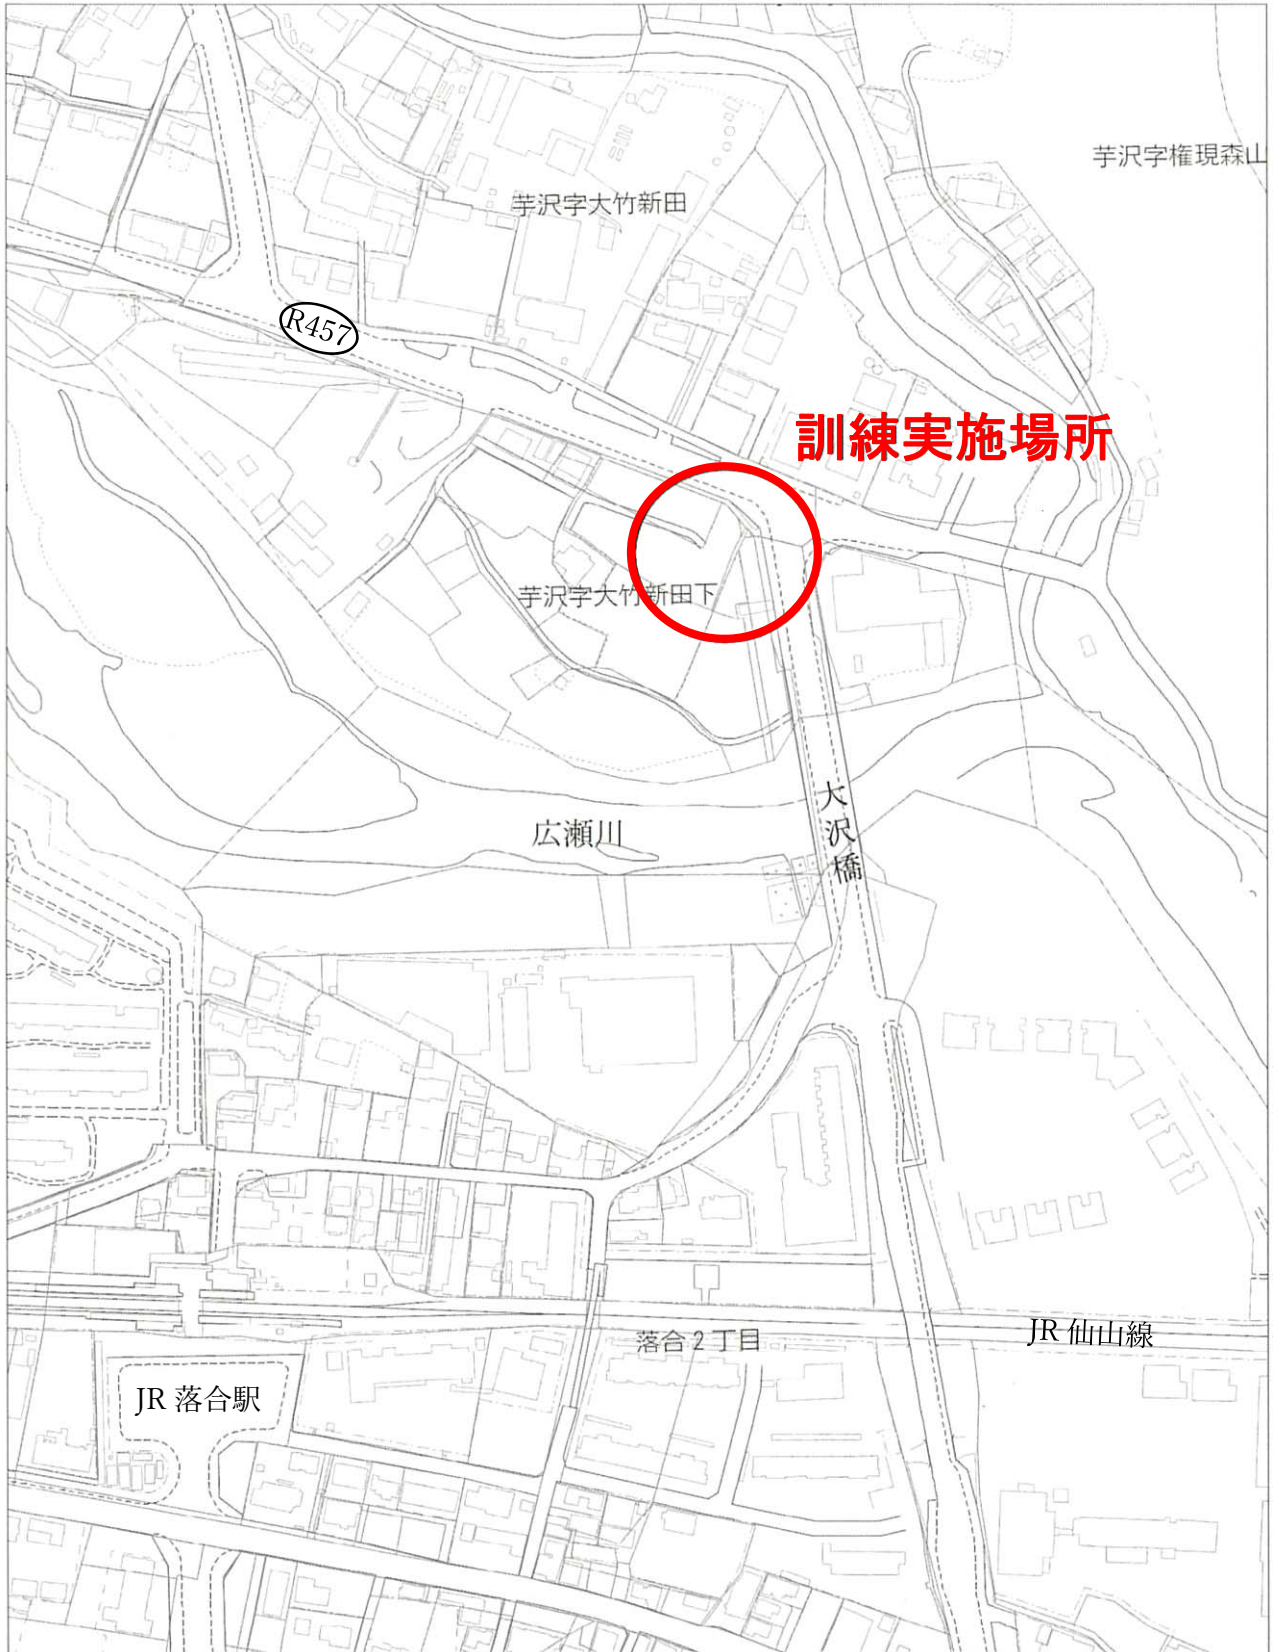 芋沢字権現森山
芋沢字大竹新田
R457
訓練実施場所
芋沢字大竹新田下
大沢橋
広瀬川
JR 仙山線
落合2丁目
JR 落合駅